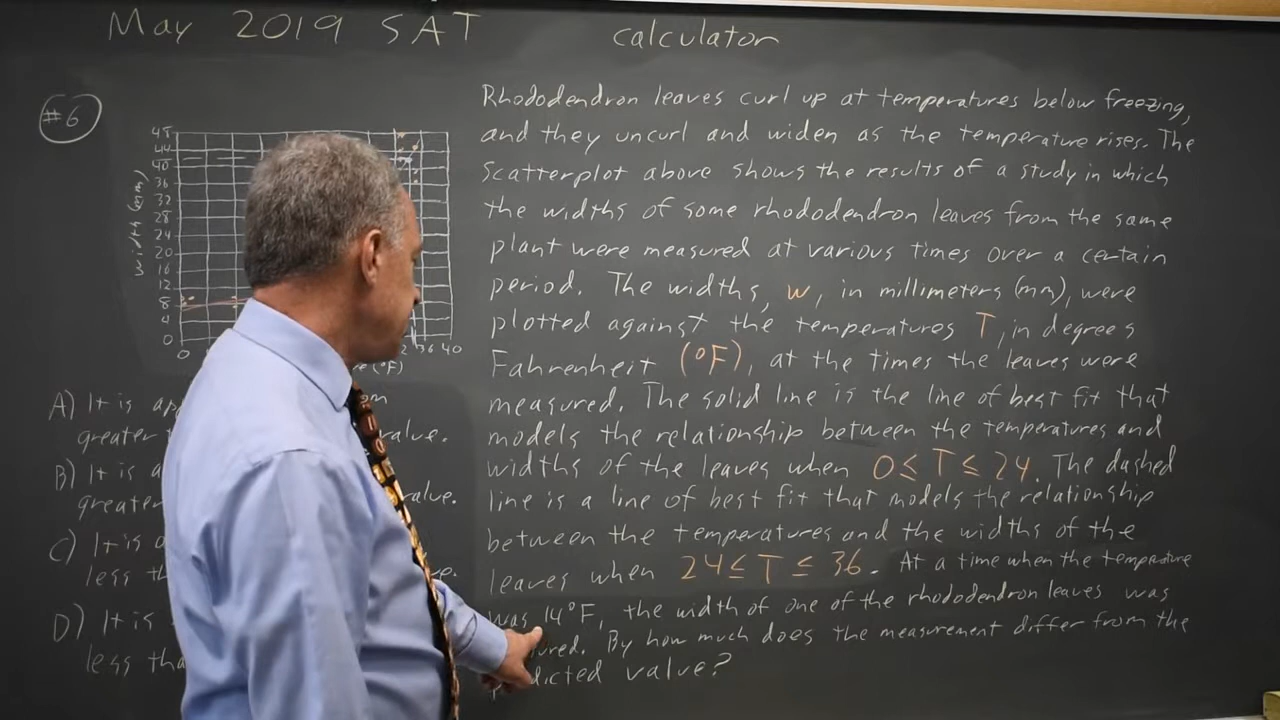 May 2019 SAT calculator
#6
48
44
40
36
32
28
24
20
16
12
8
4
0
width (mm)
0 36 40
(°F)
A) It is
greater value.
B) It is
greater value.
C) It is
less
D) It is
less
Rhododendron leaves curl up at temperatures below freezing,
and they uncurl and widen as the temperature rises. The
scatterplot above shows the results of a study in which
the widths of some rhododendron leaves from the same
plant were measured at various times over a certain
period. The widths, w, in millimeters (mm), were
plotted against the temperatures T, in degrees
Fahrenheit (°F), at the times the leaves were
measured. The solid line is the line of best fit that
models the relationship between the temperatures and
widths of the leaves when 0≤T≤24. The dashed
line is a line of best fit that models the relationship
between the temperatures and the widths of the
leaves when 24≤T≤36. At a time when the temperature
was 14°F, the width of one of the rhododendron leaves was
By how much does the measurement differ from the
value?